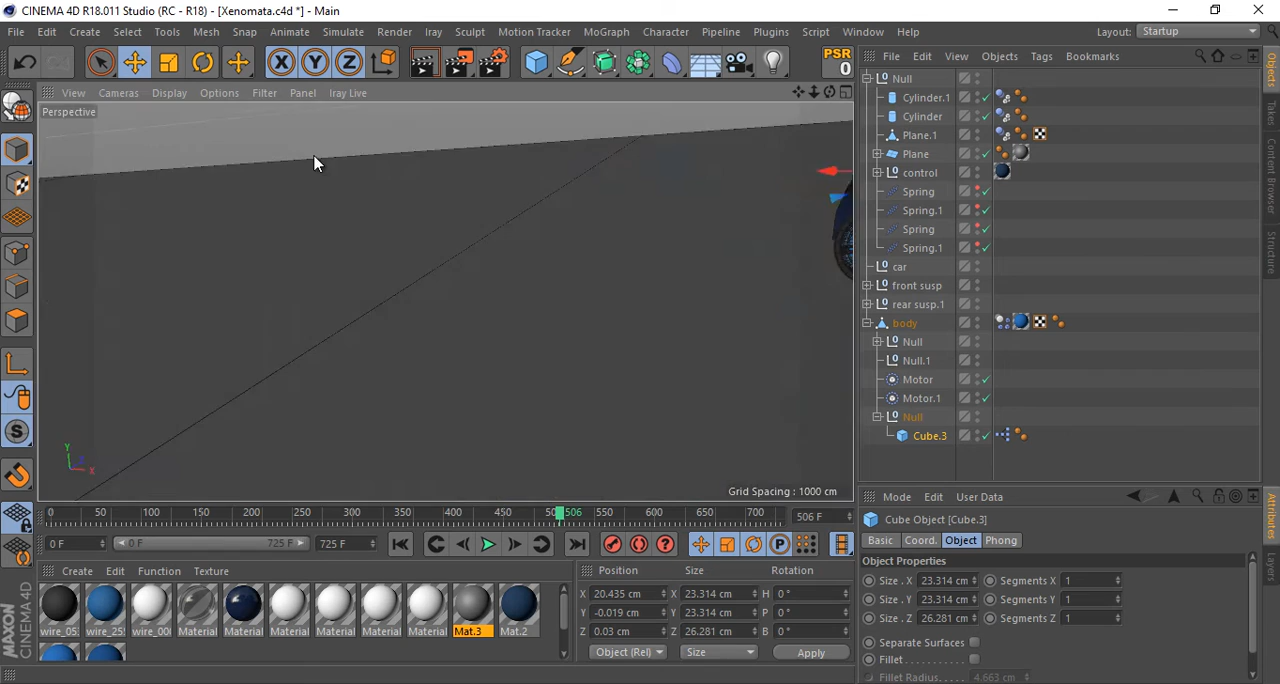 CINEMA 4D R18.011 Studio (RC - R18) - [Xenomata.c4d *] - Main
File Edit Create Select Tools Mesh Snap Animate Simulate Render Iray Sculpt Motion Tracker MoGraph Character Pipeline Plugins Script Window Help Layout: Startup
X Y Z PSR 0
File Edit View Objects Tags Bookmarks
View Cameras Display Options Filter Panel Iray Live
Perspective
Null
Cylinder.1
Cylinder
Plane.1
Plane
control
Spring
Spring.1
Spring
Spring.1
car
front susp
rear susp.1
body
Null
Null.1
Motor
Motor.1
Null
Cube.3
Objects
Takes
Content Browser
Structure
Y
X
Grid Spacing : 1000 cm
0 50 100 150 200 250 300 350 400 450 506 550 600 650 700 506 F
0 F 0 F 725 F 725 F
Mode Edit User Data
Cube Object [Cube.3]
Basic Coord. Object Phong
Object Properties
Size . X 23.314 cm Segments X 1
Size . Y 23.314 cm Segments Y 1
Size . Z 26.281 cm Segments Z 1
Separate Surfaces
Fillet
Fillet Radius. 4.663 cm
Attributes
Layers
Create Edit Function Texture
wire_05 wire_25 wire_00 Material Material Material Material Material Material Mat.3 Mat.2
Position Size Rotation
X 20.435 cm X 23.314 cm H 0 °
Y -0.019 cm Y 23.314 cm P 0 °
Z 0.03 cm Z 26.281 cm B 0 °
Object (Rel) Size Apply
MAXON CINEMA 4D